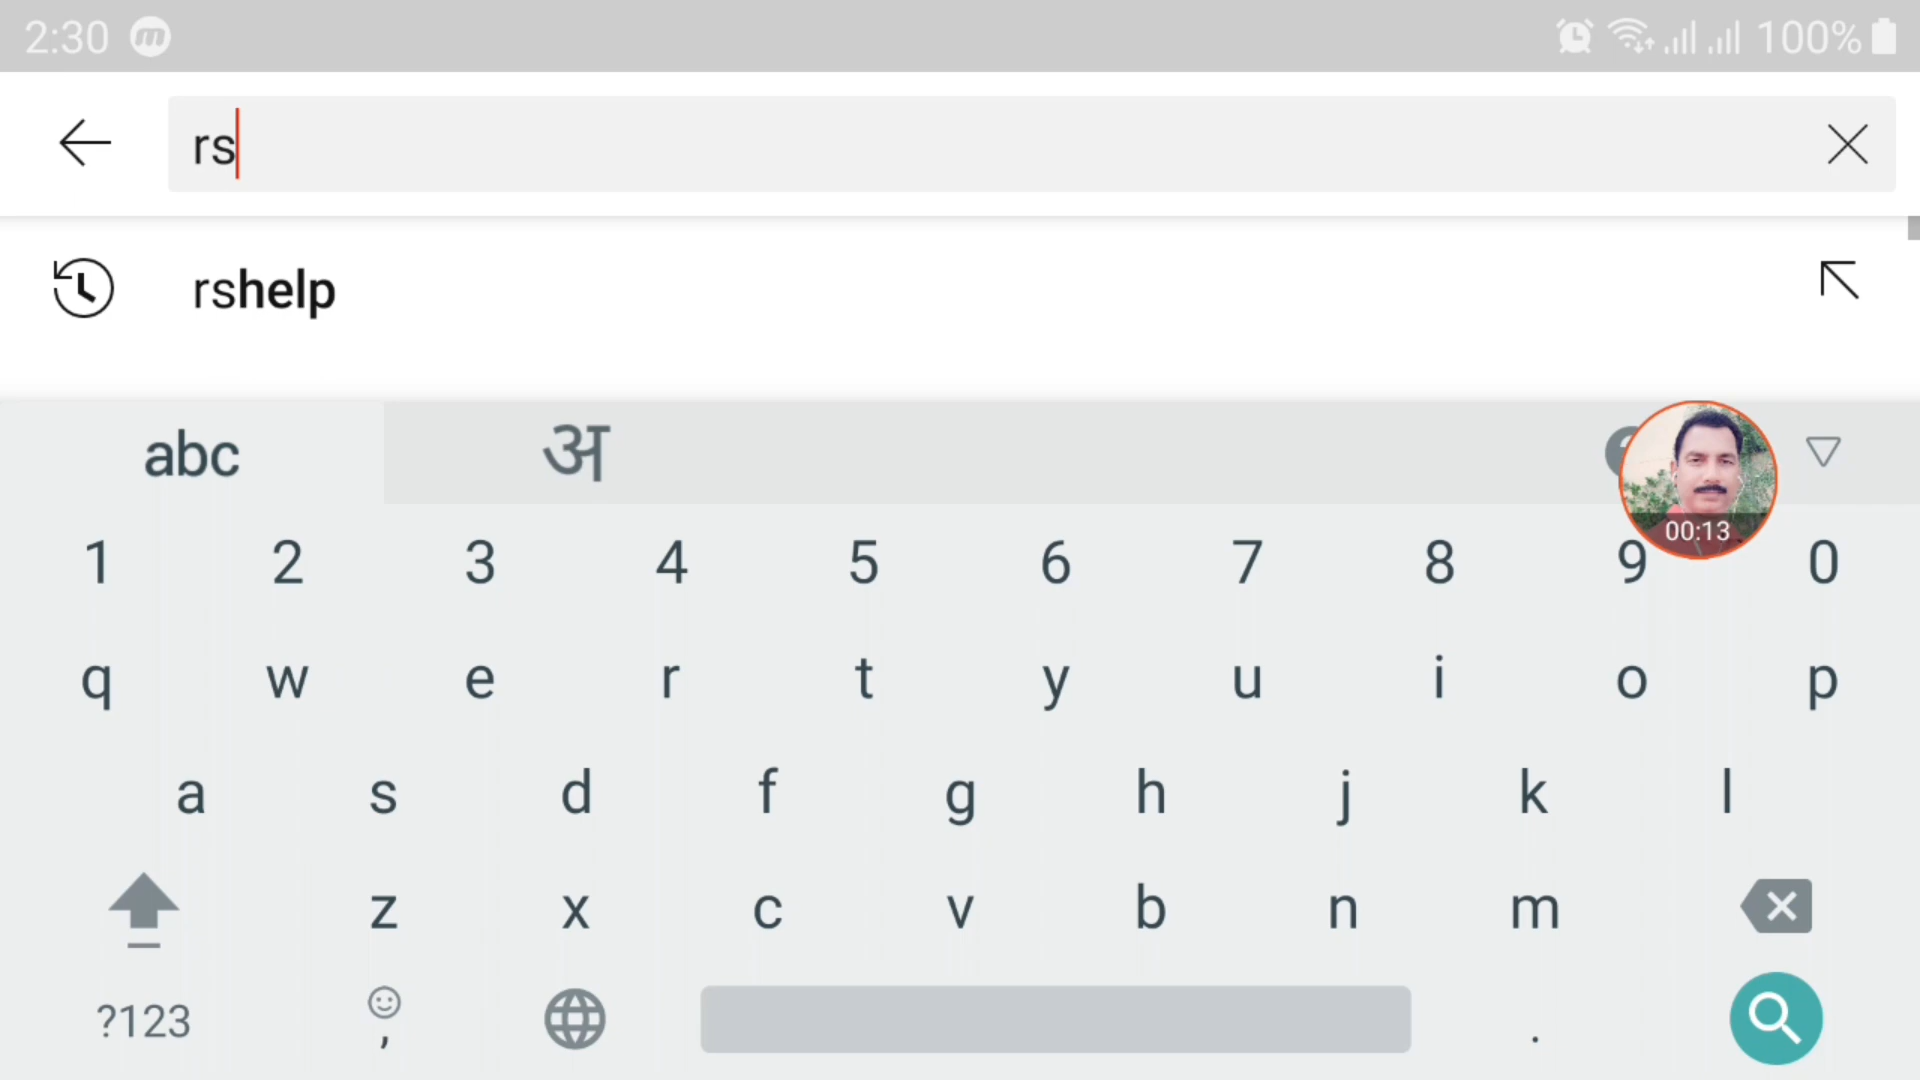 2:30 m 100%
rs
rshelp
abc अ
00:13
1 2 3 4 5 6 7 8 9 0
q w e r t y u i o p
a s d f g h j k l
z x c v b n m
?123 , .